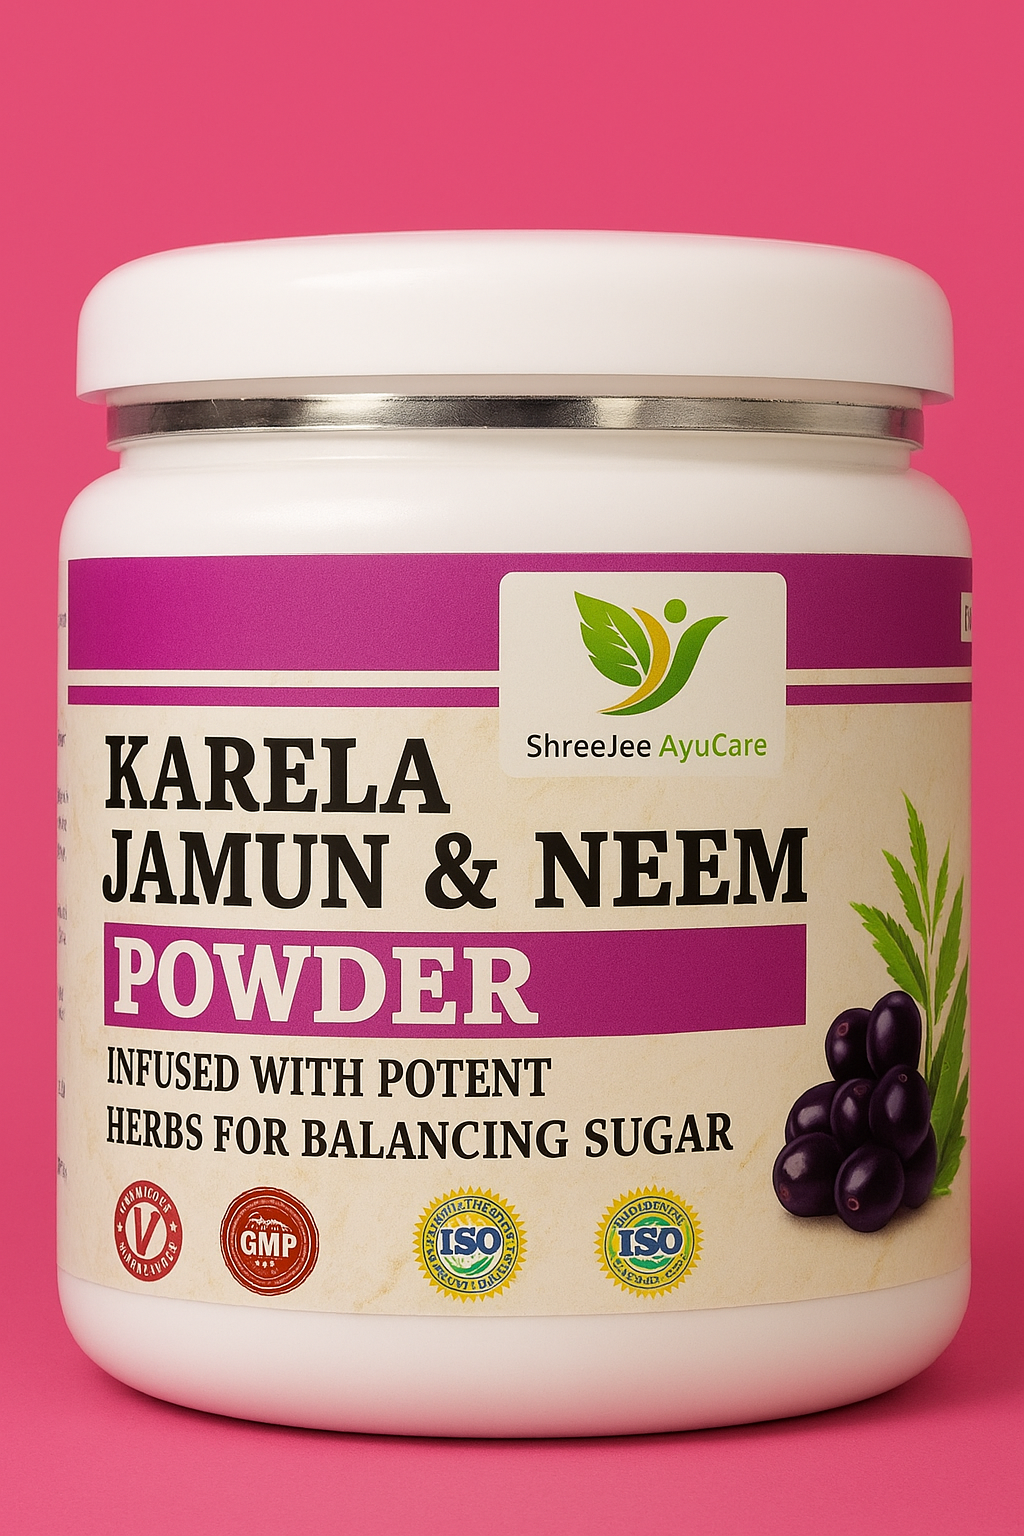 ShreeJee AyuCare
KARELA
JAMUN & NEEM
POWDER
INFUSED WITH POTENT
HERBS FOR BALANCING SUGAR
V
GMP
ISO
ISO